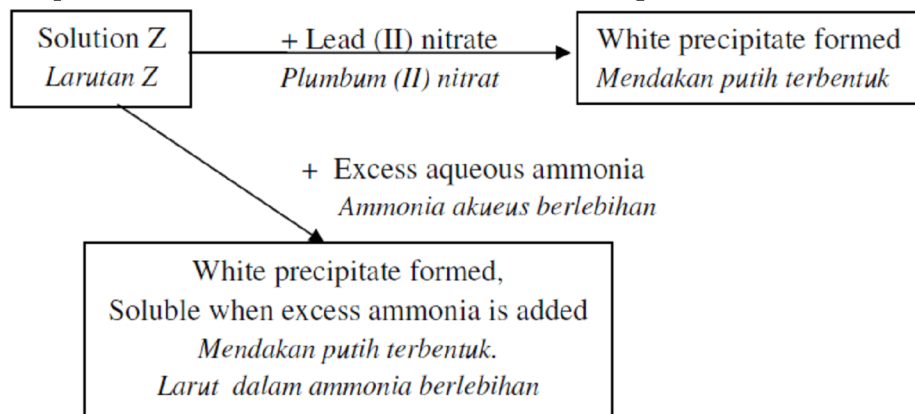 Solution Z
Larutan Z
+ Lead (II) nitrate
Plumbum (II) nitrat
White precipitate formed
Mendakan putih terbentuk
+ Excess aqueous ammonia
Ammonia akueus berlebihan
White precipitate formed,
Soluble when excess ammonia is added
Mendakan putih terbentuk.
Larut dalam ammonia berlebihan